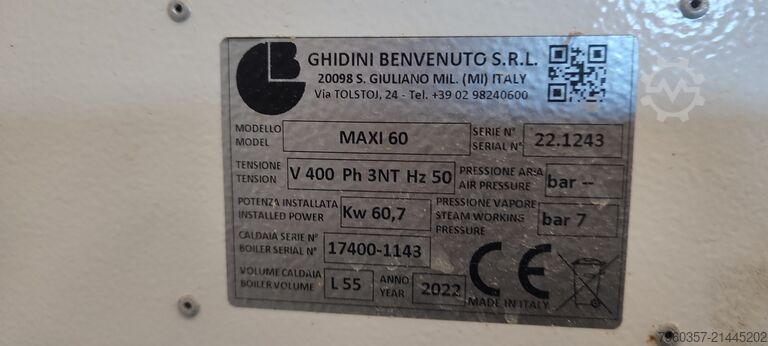 GHIDINI BENVENUTO S.R.L.
20098 S. GIULIANO MIL. (MI) ITALY
Via TOLSTOJ, 24 - Tel. +39 02 98240600
MODELLO
MODEL
MAXI 60
SERIE N°
SERIAL N°
22.1243
TENSIONE
TENSION
V 400 Ph 3NT Hz 50
PRESSIONE ARIA
AIR PRESSURE
bar --
POTENZA INSTALLATA
INSTALLED POWER
Kw 60,7
PRESSIONE VAPORE
STEAM WORKING
PRESSURE
bar 7
CALDAIA SERIE N°
BOILER SERIAL N°
17400-1143
VOLUME CALDAIA
BOILER VOLUME
L 55
ANNO
YEAR
2022
CE
MADE IN ITALY
7960357-21445202